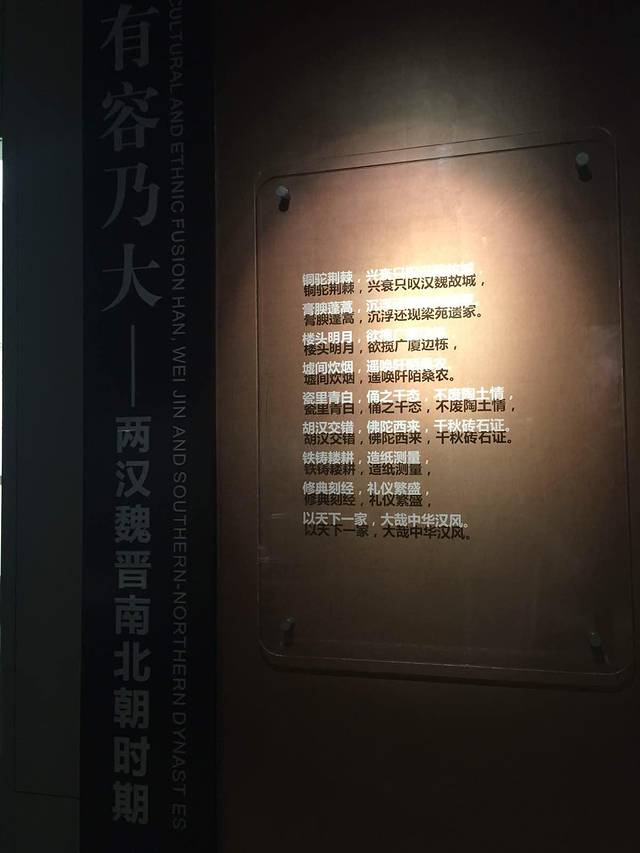 有容乃大——两汉魏晋南北朝时期
CULTURAL AND ETHNIC FUSION HAN, WEI JIN AND SOUTHERN-NORTHERN DYNASTIES
铜驼荆棘，兴衰只叹汉魏故城，
膏腴蓬蒿，沉浮还现梁苑遗家。
楼头明月，欲揽广厦边栋，
墟间炊烟，遥唤阡陌桑农。
瓷里青白，俑之千态，不废陶土情，
胡汉交错，佛陀西来，千秋砖石证。
铁铸耧耕，造纸测量，
修典刻经，礼仪繁盛，
以天下一家，大哉中华汉风。